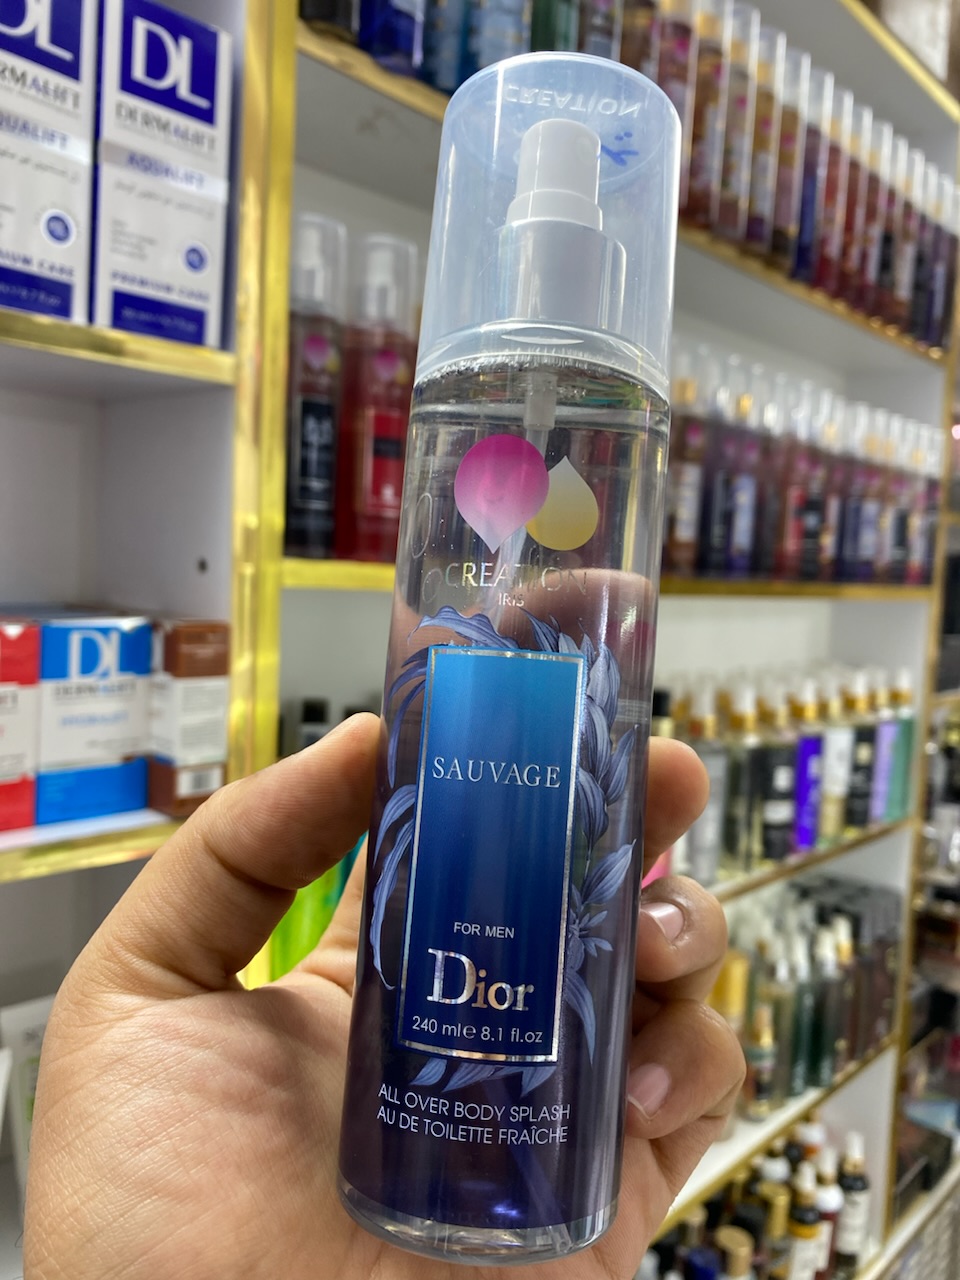 CREATION
DL
DERMALIFT
AQUALIFT
PREMIUM CARE
CREATION
IRIS
SAUVAGE
FOR MEN
Dior
240 ml℮ 8.1 fl.oz
ALL OVER BODY SPLASH
AU DE TOILETTE FRAÎCHE
DL
DERMALIFT